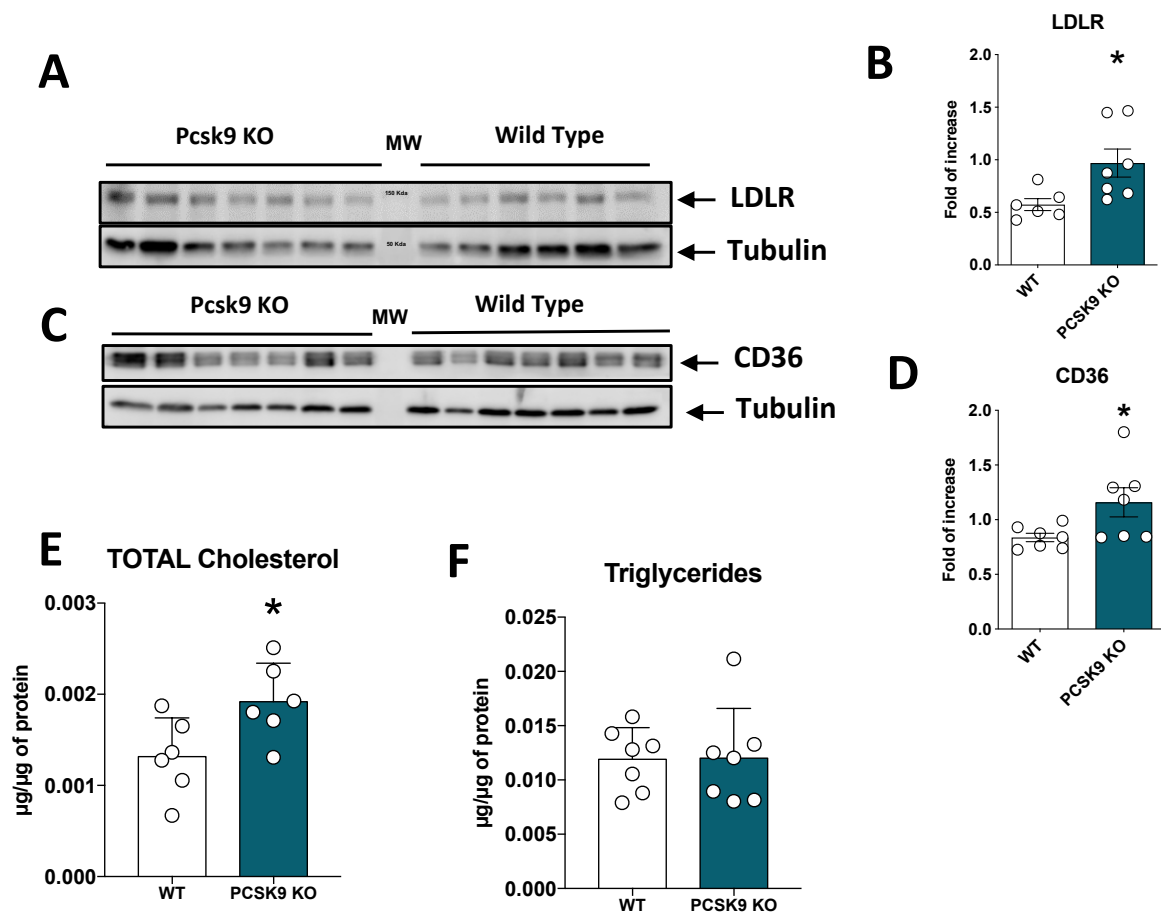 A
Pcsk9 KO
MW
Wild Type
150 Kda
LDLR
50 Kda
Tubulin
B
LDLR
*
Fold of increase
2.0
1.5
1.0
0.5
0.0
WT
PCSK9 KO
C
Pcsk9 KO
MW
Wild Type
CD36
Tubulin
D
CD36
*
Fold of increase
2.0
1.5
1.0
0.5
0.0
WT
PCSK9 KO
E
TOTAL Cholesterol
*
µg/µg of protein
0.003
0.002
0.001
0.000
WT
PCSK9 KO
F
Triglycerides
µg/µg of protein
0.025
0.020
0.015
0.010
0.005
0.000
WT
PCSK9 KO